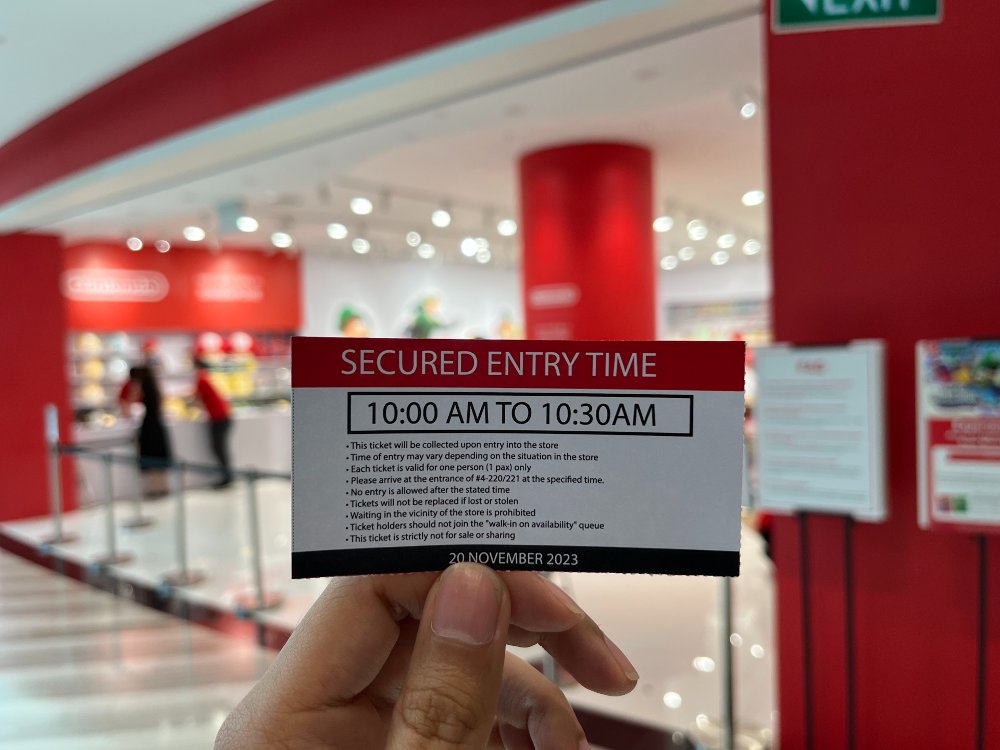 EXIT
SECURED ENTRY TIME
10:00 AM TO 10:30AM
• This ticket will be collected upon entry into the store
• Time of entry may vary depending on the situation in the store
• Each ticket is valid for one person (1 pax) only
• Please arrive at the entrance of #4-220/221 at the specified time.
• No entry is allowed after the stated time
• Tickets will not be replaced if lost or stolen
• Waiting in the vicinity of the store is prohibited
• Ticket holders should not join the "walk-in on availability" queue
• This ticket is strictly not for sale or sharing
20 NOVEMBER 2023